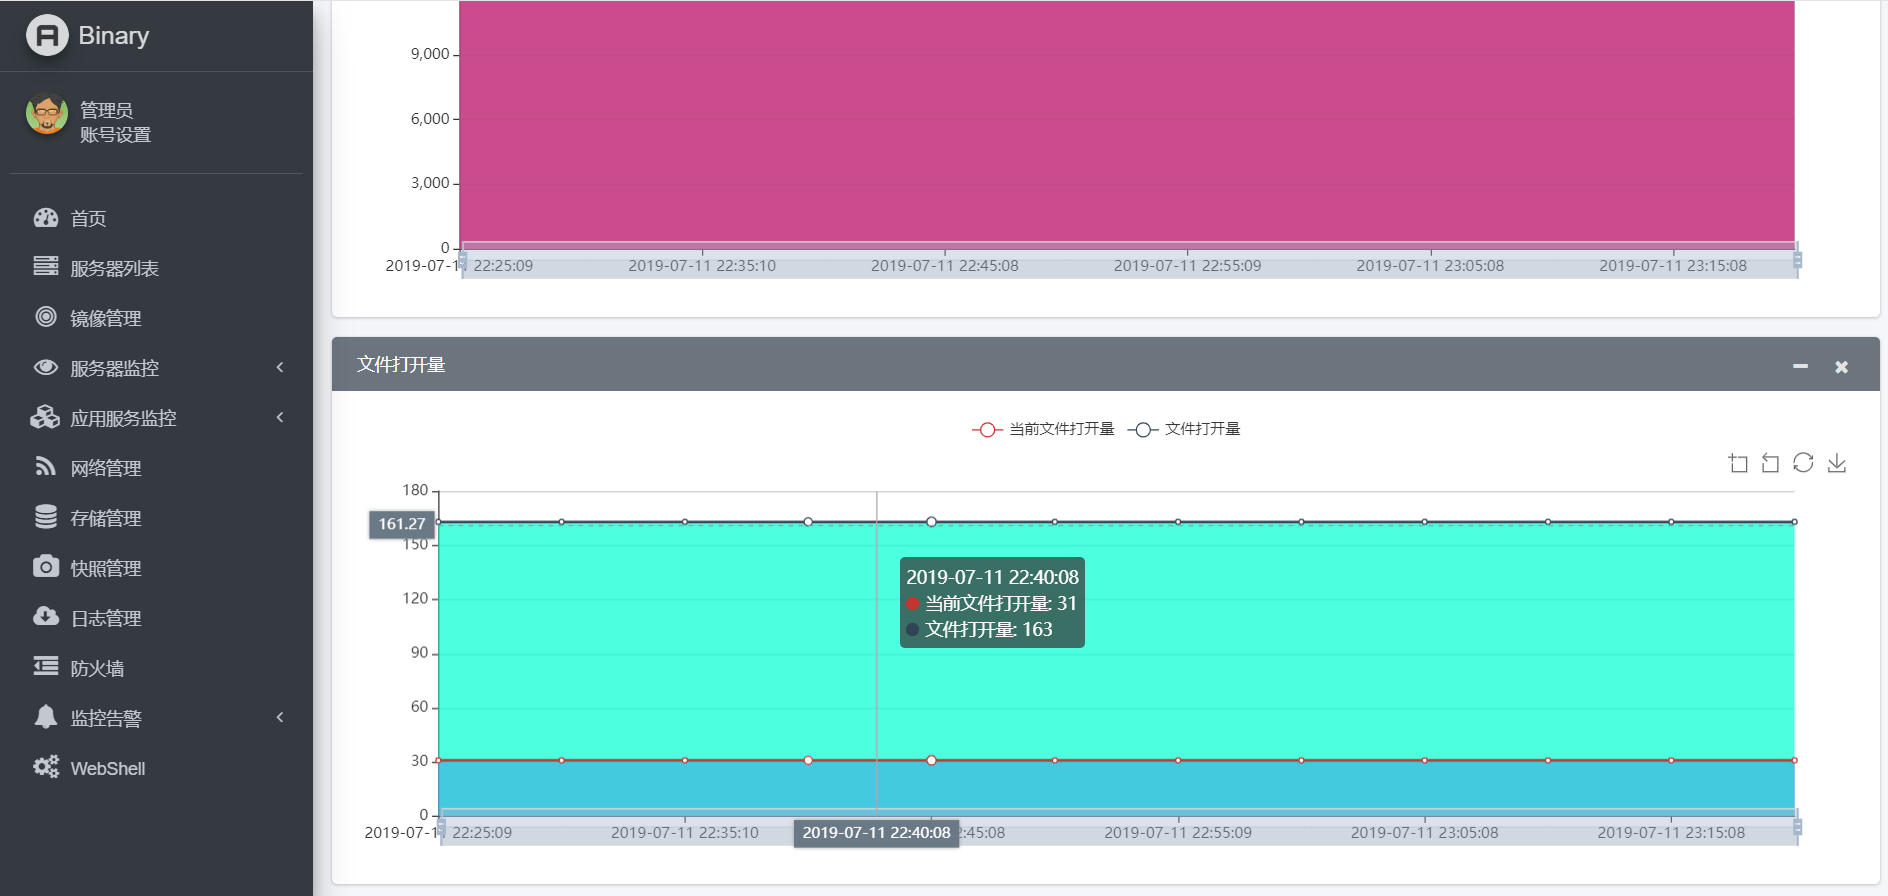 Binary
管理员
账号设置
首页
服务器列表
镜像管理
服务器监控
应用服务监控
网络管理
存储管理
快照管理
日志管理
防火墙
监控告警
WebShell
9,000
6,000
3,000
0
2019-07-11 22:25:09 2019-07-11 22:35:10 2019-07-11 22:45:08 2019-07-11 22:55:09 2019-07-11 23:05:08 2019-07-11 23:15:08
文件打开量
当前文件打开量 文件打开量
180
161.27
150
2019-07-11 22:40:08
当前文件打开量: 31
文件打开量: 163
120
90
60
30
0
2019-07-1 22:25:09 2019-07-11 22:35:10 2019-07-11 22:40:08 2:45:08 2019-07-11 22:55:09 2019-07-11 23:05:08 2019-07-11 23:15:08